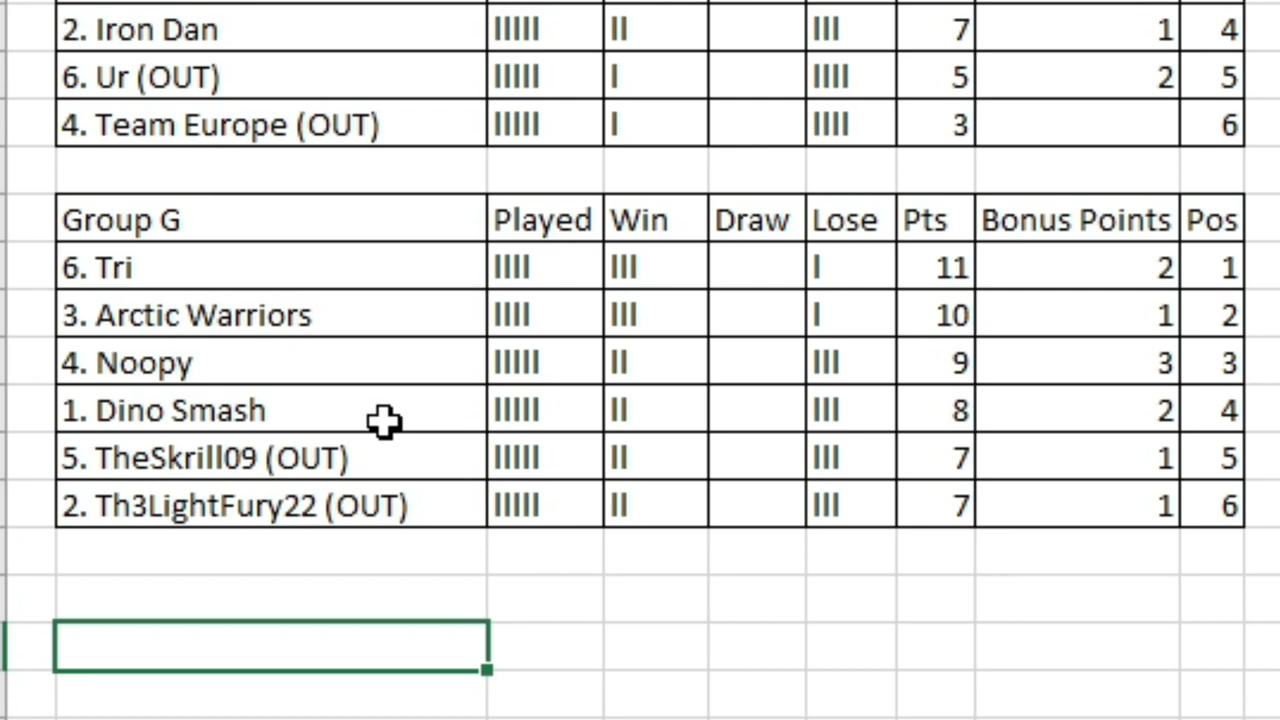 2. Iron Dan IIIII II III 7 1 4
6. Ur (OUT) IIIII I IIII 5 2 5
4. Team Europe (OUT) IIIII I IIII 3 6
Group G Played Win Draw Lose Pts Bonus Points Pos
6. Tri IIII III I 11 2 1
3. Arctic Warriors IIII III I 10 1 2
4. Noopy IIIII II III 9 3 3
1. Dino Smash IIIII II III 8 2 4
5. TheSkrill09 (OUT) IIIII II III 7 1 5
2. Th3LightFury22 (OUT) IIIII II III 7 1 6